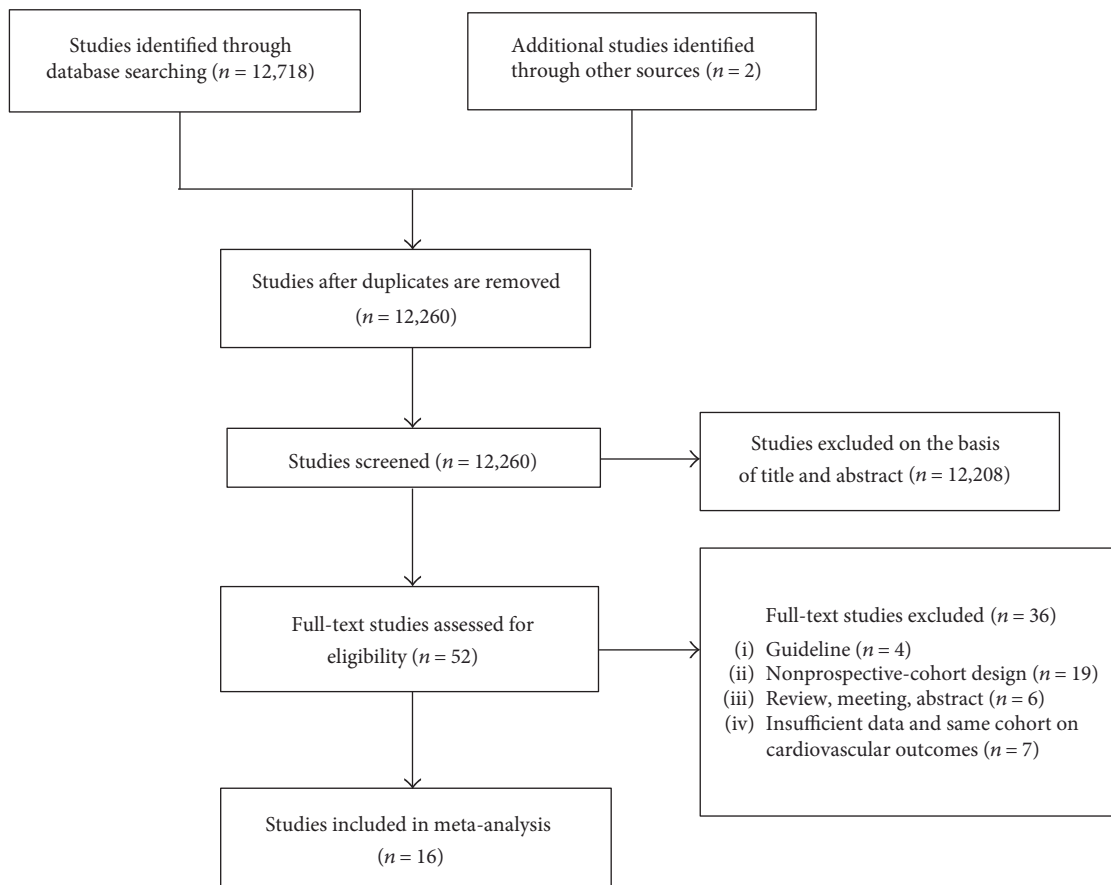 Studies identified through
database searching (n = 12,718)
Additional studies identified
through other sources (n = 2)
Studies after duplicates are removed
(n = 12,260)
Studies screened (n = 12,260)
Studies excluded on the basis
of title and abstract (n = 12,208)
Full-text studies assessed for
eligibility (n = 52)
Full-text studies excluded (n = 36)
(i) Guideline (n = 4)
(ii) Nonprospective-cohort design (n = 19)
(iii) Review, meeting, abstract (n = 6)
(iv) Insufficient data and same cohort on
cardiovascular outcomes (n = 7)
Studies included in meta-analysis
(n = 16)